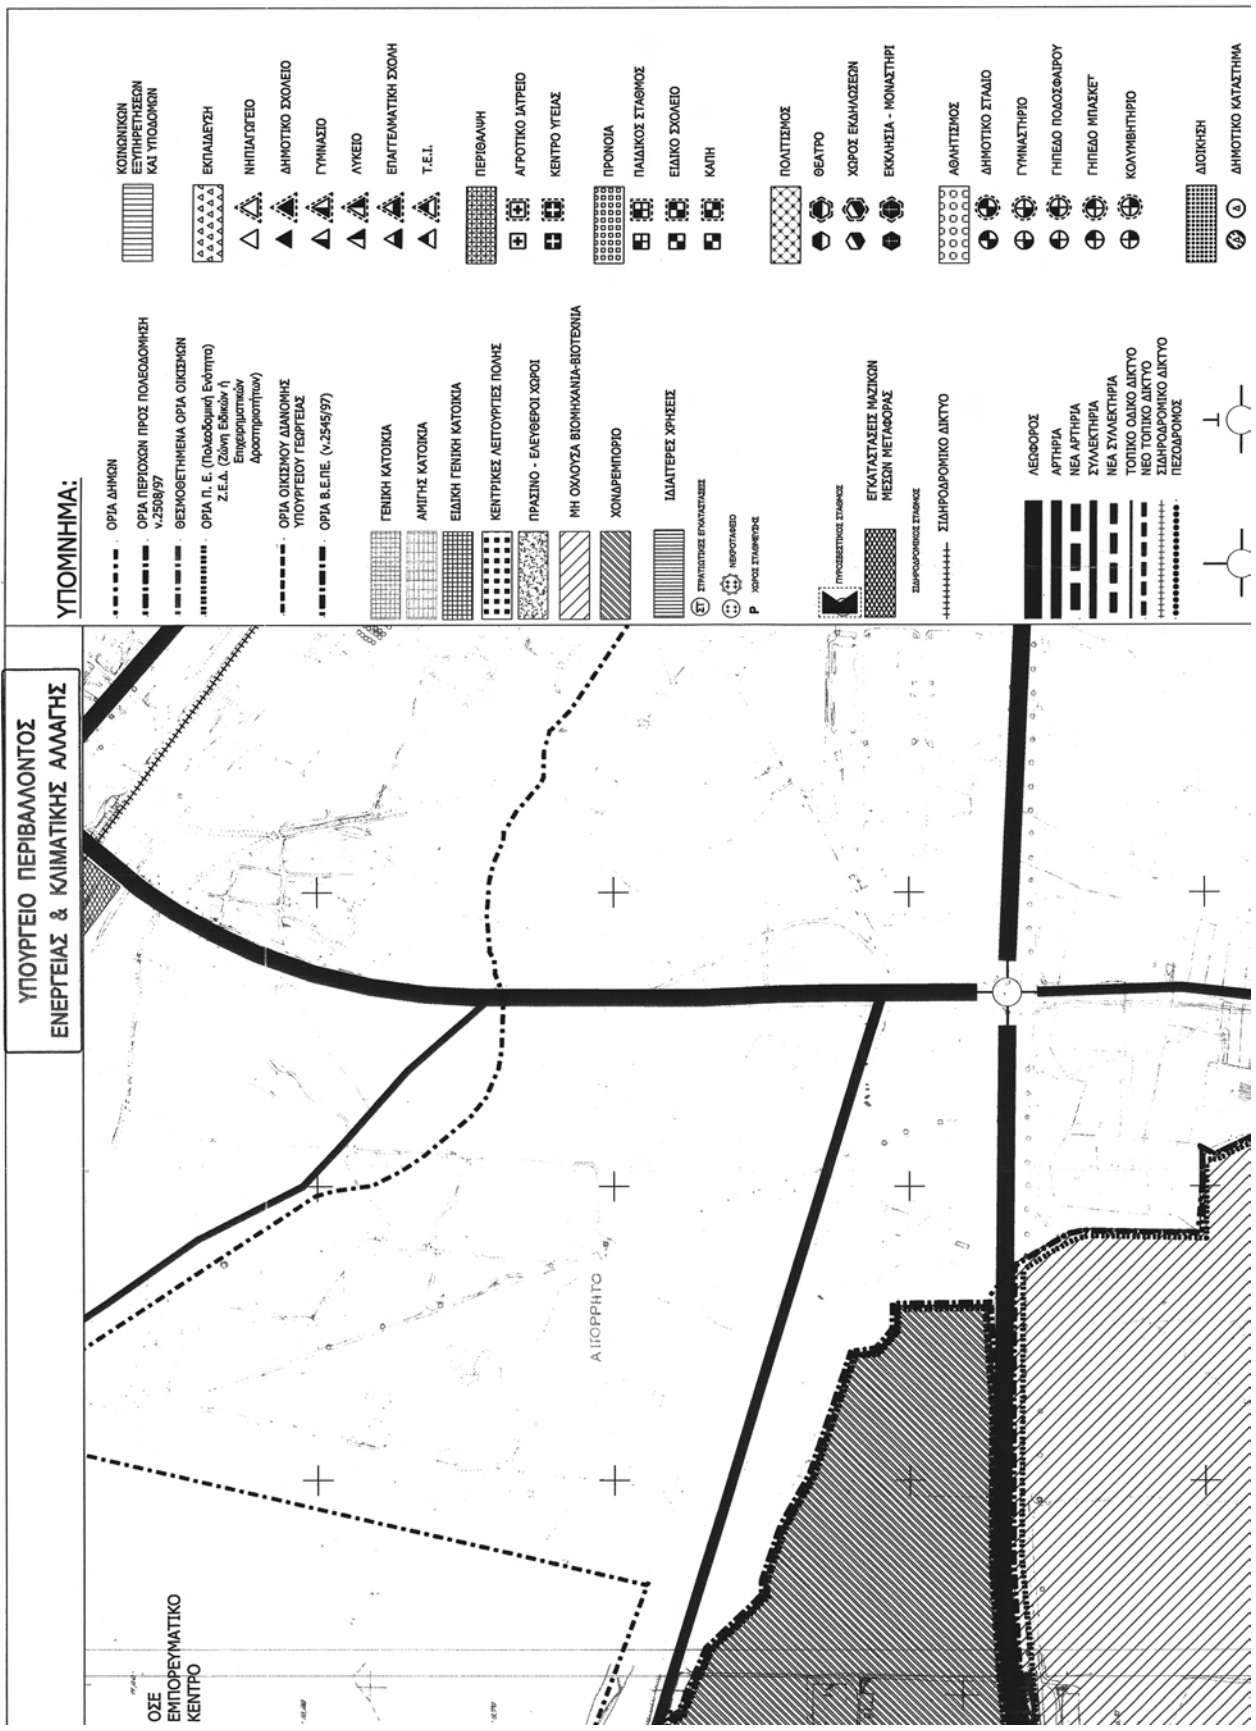 ΥΠΟΥΡΓΕΙΟ ΠΕΡΙΒΑΛΛΟΝΤΟΣ
ΕΝΕΡΓΕΙΑΣ & ΚΛΙΜΑΤΙΚΗΣ ΑΛΛΑΓΗΣ
ΟΣΕ
ΕΜΠΟΡΕΥΜΑΤΙΚΟ
ΚΕΝΤΡΟ
ΑΠΟΡΡΗΤΟ
ΥΠΟΜΝΗΜΑ:
ΟΡΙΑ ΔΗΜΩΝ
ΟΡΙΑ ΠΕΡΙΟΧΩΝ ΠΡΟΣ ΠΟΛΕΟΔΟΜΗΣΗ
ν.2508/97
ΘΕΣΜΟΘΕΤΗΜΕΝΑ ΟΡΙΑ ΟΙΚΙΣΜΩΝ
ΟΡΙΑ Π. Ε. (Πολεοδομική Ενότητα)
Ζ.Ε.Δ. (Ζώνη Ειδικών ή
Επιχειρηματικών
Δραστηριοτήτων)
ΟΡΙΑ ΟΙΚΙΣΜΟΥ ΔΙΑΝΟΜΗΣ
ΥΠΟΥΡΓΕΙΟΥ ΓΕΩΡΓΕΙΑΣ
ΟΡΙΑ Β.Ε.ΠΕ. (ν.2545/97)
ΓΕΝΙΚΗ ΚΑΤΟΙΚΙΑ
ΑΜΙΓΗΣ ΚΑΤΟΙΚΙΑ
ΕΙΔΙΚΗ ΓΕΝΙΚΗ ΚΑΤΟΙΚΙΑ
ΚΕΝΤΡΙΚΕΣ ΛΕΙΤΟΥΡΓΙΕΣ ΠΟΛΗΣ
ΠΡΑΣΙΝΟ - ΕΛΕΥΘΕΡΟΙ ΧΩΡΟΙ
ΜΗ ΟΧΛΟΥΣΑ ΒΙΟΜΗΧΑΝΙΑ-ΒΙΟΤΕΧΝΙΑ
ΧΟΝΔΡΕΜΠΟΡΙΟ
ΙΔΙΑΙΤΕΡΕΣ ΧΡΗΣΕΙΣ
ΣΤ ΣΤΡΑΤΙΩΤΙΚΕΣ ΕΓΚΑΤΑΣΤΑΣΕΙΣ
ΝΕΚΡΟΤΑΦΕΙΟ
P ΧΩΡΟΣ ΣΤΑΘΜΕΥΣΗΣ
ΠΥΡΟΣΒΕΣΤΙΚΟΣ ΣΤΑΘΜΟΣ
ΕΓΚΑΤΑΣΤΑΣΕΙΣ ΜΑΖΙΚΩΝ
ΜΕΣΩΝ ΜΕΤΑΦΟΡΑΣ
ΣΙΔΗΡΟΔΡΟΜΙΚΟΣ ΣΤΑΘΜΟΣ
ΣΙΔΗΡΟΔΡΟΜΙΚΟ ΔΙΚΤΥΟ
ΛΕΩΦΟΡΟΣ
ΑΡΤΗΡΙΑ
ΝΕΑ ΑΡΤΗΡΙΑ
ΣΥΛΛΕΚΤΗΡΙΑ
ΝΕΑ ΣΥΛΛΕΚΤΗΡΙΑ
ΤΟΠΙΚΟ ΟΔΙΚΟ ΔΙΚΤΥΟ
ΝΕΟ ΤΟΠΙΚΟ ΔΙΚΤΥΟ
ΣΙΔΗΡΟΔΡΟΜΙΚΟ ΔΙΚΤΥΟ
ΠΕΖΟΔΡΟΜΟΣ
ΚΟΙΝΩΝΙΚΩΝ
ΕΞΥΠΗΡΕΤΗΣΕΩΝ
ΚΑΙ ΥΠΟΔΟΜΩΝ
ΕΚΠΑΙΔΕΥΣΗ
ΝΗΠΙΑΓΩΓΕΙΟ
ΔΗΜΟΤΙΚΟ ΣΧΟΛΕΙΟ
ΓΥΜΝΑΣΙΟ
ΛΥΚΕΙΟ
ΕΠΑΓΓΕΛΜΑΤΙΚΗ ΣΧΟΛΗ
Τ.Ε.Ι.
ΠΕΡΙΘΑΛΨΗ
ΑΓΡΟΤΙΚΟ ΙΑΤΡΕΙΟ
ΚΕΝΤΡΟ ΥΓΕΙΑΣ
ΠΡΟΝΟΙΑ
ΠΑΙΔΙΚΟΣ ΣΤΑΘΜΟΣ
ΕΙΔΙΚΟ ΣΧΟΛΕΙΟ
ΚΑΠΗ
ΠΟΛΙΤΙΣΜΟΣ
ΘΕΑΤΡΟ
ΧΩΡΟΣ ΕΚΔΗΛΩΣΕΩΝ
ΕΚΚΛΗΣΙΑ - ΜΟΝΑΣΤΗΡΙ
ΑΘΛΗΤΙΣΜΟΣ
ΔΗΜΟΤΙΚΟ ΣΤΑΔΙΟ
ΓΥΜΝΑΣΤΗΡΙΟ
ΓΗΠΕΔΟ ΠΟΔΟΣΦΑΙΡΟΥ
ΓΗΠΕΔΟ ΜΠΑΣΚΕΤ
ΚΟΛΥΜΒΗΤΗΡΙΟ
ΔΙΟΙΚΗΣΗ
ΔΗΜΟΤΙΚΟ ΚΑΤΑΣΤΗΜΑ